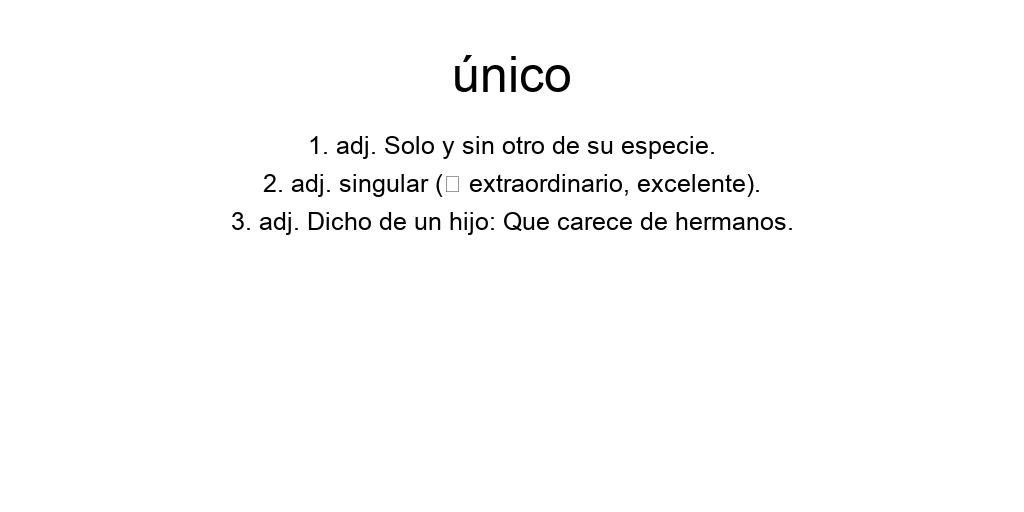 único
1. adj. Solo y sin otro de su especie.
2. adj. singular (□ extraordinario, excelente).
3. adj. Dicho de un hijo: Que carece de hermanos.